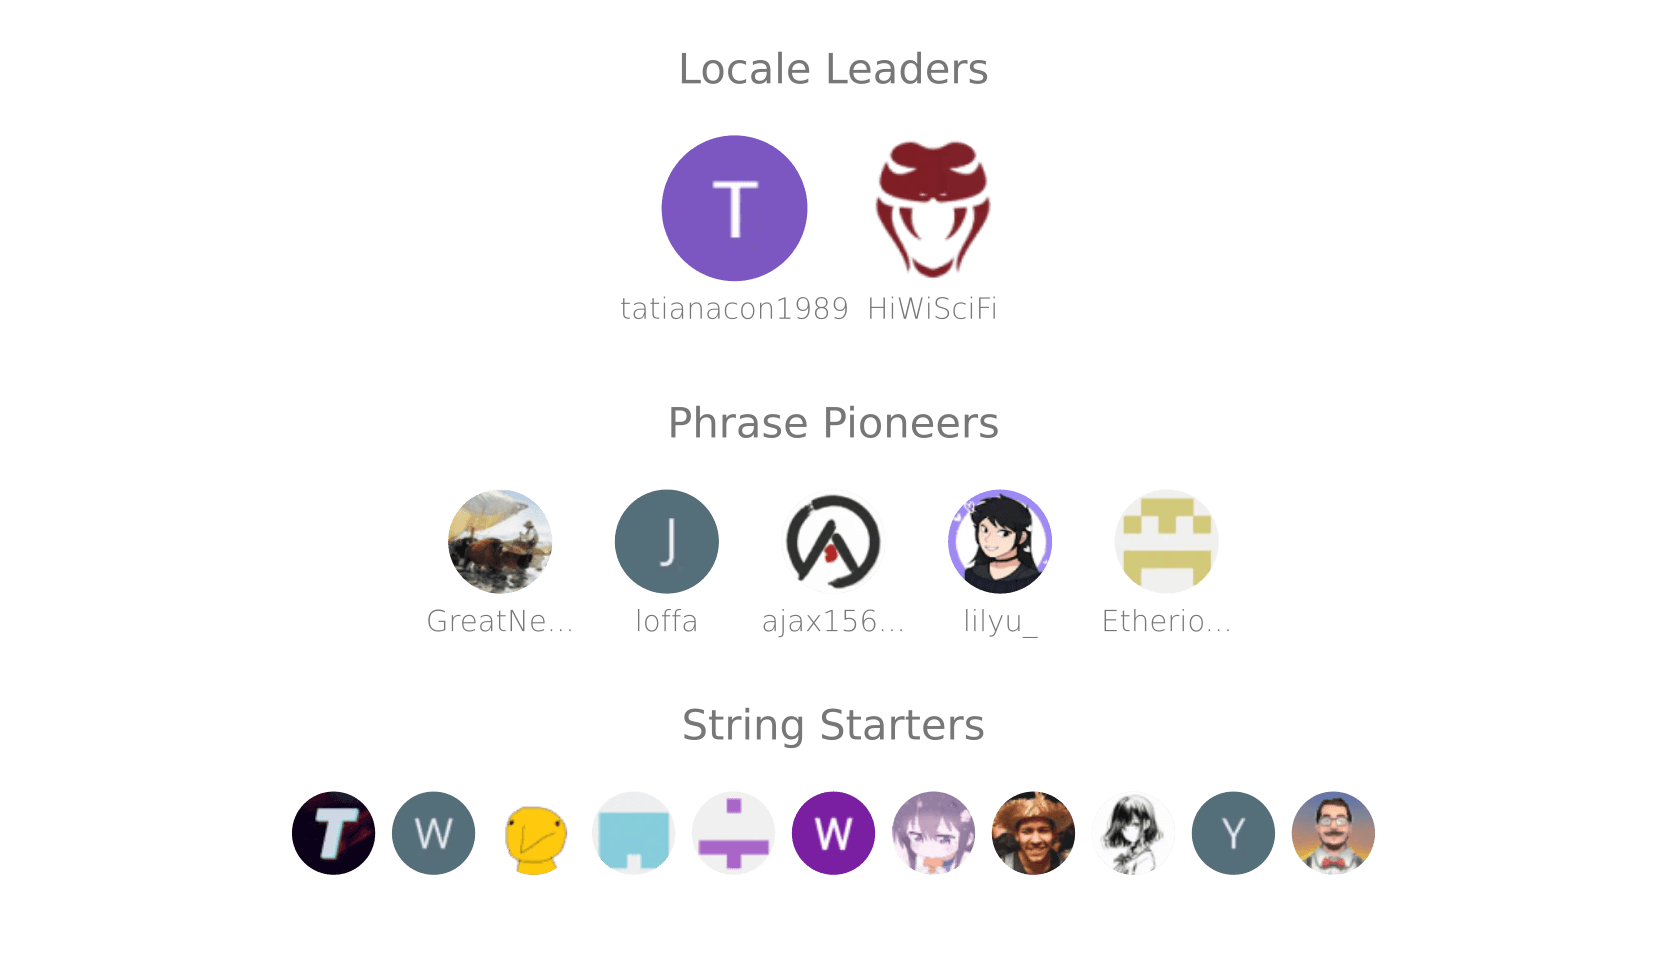 Locale Leaders
T
tatianacon1989 HiWiSciFi
Phrase Pioneers
J
GreatNe... loffa ajax156... lilyu_ Etherio...
String Starters
T W W Y